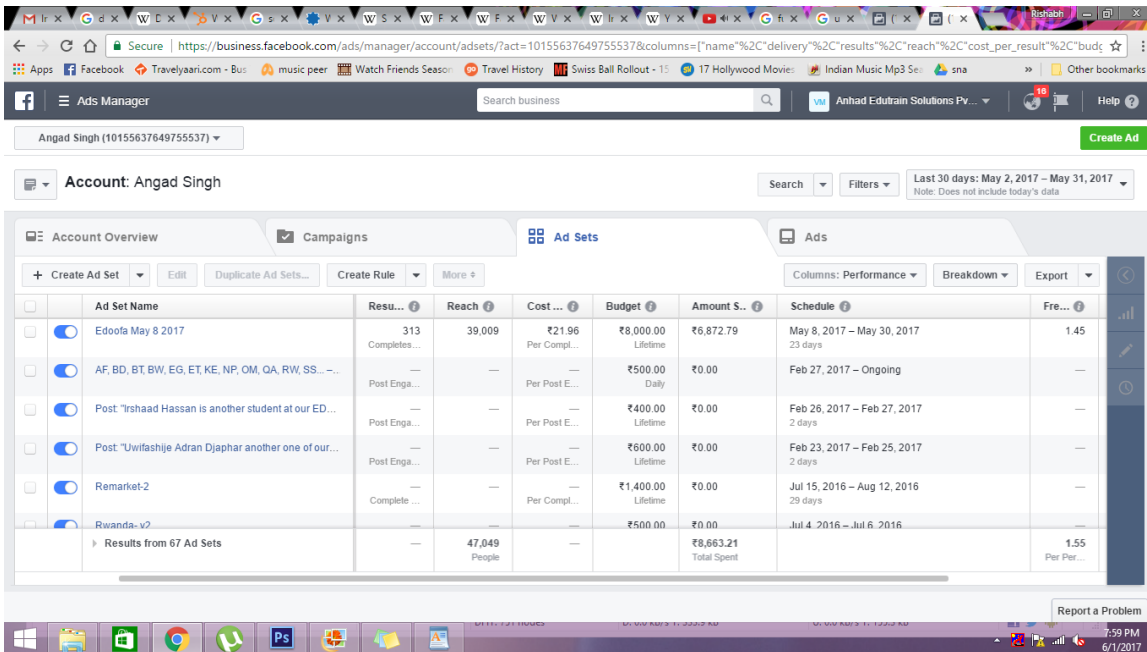 Ir G d W E V G s V W S W F W F W V W Ir W Y G fi G u ( ( Rishabh
Secure https://business.facebook.com/ads/manager/account/adsets/?act=10155637649755537&columns=["name"%2C"delivery"%2C"results"%2C"reach"%2C"cost_per_result"%2C"budg
Apps Facebook Travelyaari.com - Bus music peer Watch Friends Season Travel History Swiss Ball Rollout - 15 17 Hollywood Movies Indian Music Mp3 Sea sna » Other bookmarks
Ads Manager Search business VM Anhad Edutrain Solutions Pv... 16 Help
Angad Singh (10155637649755537) Create Ad
Account: Angad Singh Search Filters Last 30 days: May 2, 2017 – May 31, 2017
Note: Does not include today's data
Account Overview Campaigns Ad Sets Ads
+ Create Ad Set Edit Duplicate Ad Sets... Create Rule More Columns: Performance Breakdown Export
Ad Set Name Resu... Reach Cost ... Budget Amount S.. Schedule Fre...
Edoofa May 8 2017 313 39,009 ₹21.96 ₹8,000.00 ₹6,872.79 May 8, 2017 – May 30, 2017 1.45
Completes... Per Compl... Lifetime 23 days
AF, BD, BT, BW, EG, ET, KE, NP, OM, QA, RW, SS... –... — — — ₹500.00 ₹0.00 Feb 27, 2017 – Ongoing —
Post Enga... Per Post E... Daily
Post: "Irshaad Hassan is another student at our ED... — — — ₹400.00 ₹0.00 Feb 26, 2017 – Feb 27, 2017 —
Post Enga... Per Post E... Lifetime 2 days
Post: "Uwifashije Adran Djaphar another one of our... — — — ₹600.00 ₹0.00 Feb 23, 2017 – Feb 25, 2017 —
Post Enga... Per Post E... Lifetime 2 days
Remarket-2 — — — ₹1,400.00 ₹0.00 Jul 15, 2016 – Aug 12, 2016 —
Complete ... Per Compl... Lifetime 29 days
Rwanda- v2 — — — ₹500.00 ₹0.00 Jul 4, 2016 – Jul 6, 2016 —
Results from 67 Ad Sets — 47,049 — ₹8,663.21 1.55
People Total Spent Per Per...
Report a Problem
Ps 7:59 PM
6/1/2017